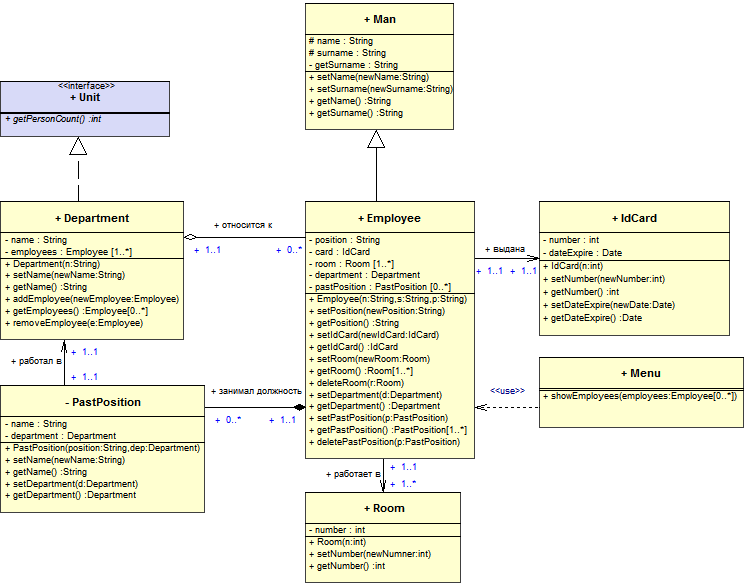 + Man
# name : String
# surname : String
- getSurname : String
+ setName(newName:String)
+ setSurname(newSurname:String)
+ getName() :String
+ getSurname() :String
<<interface>>
+ Unit
+ getPersonCount() :int
+ Department
- name : String
- employees : Employee [1..*]
+ Department(n:String)
+ setName(newName:String)
+ getName() :String
+ addEmployee(newEmployee:Employee)
+ getEmployees() :Employee[0..*]
+ removeEmployee(e:Employee)
+ относится к
+ 1..1
+ 0..*
+ Employee
- position : String
- card : IdCard
- room : Room [1..*]
- department : Department
- pastPosition : PastPosition [0..*]
+ Employee(n:String,s:String,p:String)
+ setPosition(newPosition:String)
+ getPosition() :String
+ setIdCard(newIdCard:IdCard)
+ getIdCard() :IdCard
+ setRoom(newRoom:Room)
+ getRoom() :Room[1..*]
+ deleteRoom(r:Room)
+ setDepartment(d:Department)
+ getDepartment() :Department
+ setPastPosition(p:PastPosition)
+ getPastPosition() :PastPosition[1..*]
+ deletePastPosition(p:PastPosition)
+ выдана
+ 1..1
+ 1..1
+ IdCard
- number : int
- dateExpire : Date
+ IdCard(n:int)
+ setNumber(newNumber:int)
+ getNumber() :int
+ setDateExpire(newDate:Date)
+ getDateExpire() :Date
+ работал в
+ 1..1
+ 1..1
- PastPosition
- name : String
- department : Department
+ PastPosition(position:String,dep:Department)
+ setName(newName:String)
+ getName() :String
+ setDepartment(d:Department)
+ getDepartment() :Department
+ занимал должность
+ 0..*
+ 1..1
<<use>>
+ Menu
+ showEmployees(employees:Employee[0..*])
+ работает в
+ 1..1
+ 1..*
+ Room
- number : int
+ Room(n:int)
+ setNumber(newNumner:int)
+ getNumber() :int